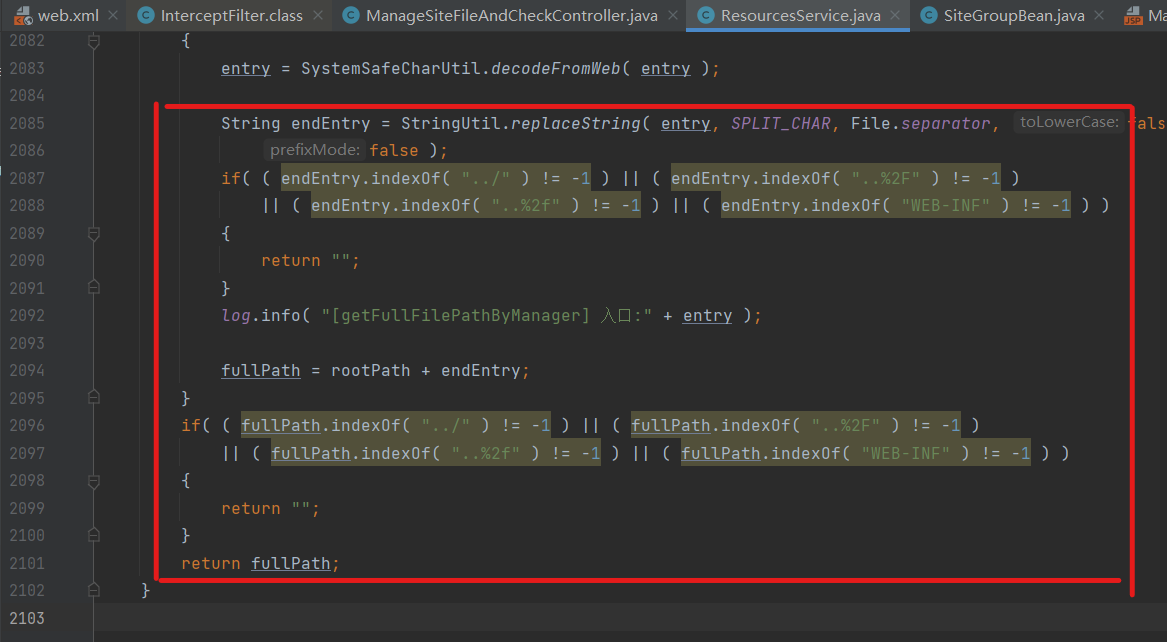 web.xml InterceptFilter.class ManageSiteFileAndCheckController.java ResourcesService.java SiteGroupBean.java Ma
2082 {
2083 entry = SystemSafeCharUtil.decodeFromWeb( entry );
2084
2085 String endEntry = StringUtil.replaceString( entry, SPLIT_CHAR, File.separator, toLowerCase: fals
2086 prefixMode: false );
2087 if( ( endEntry.indexOf( "../" ) != -1 ) || ( endEntry.indexOf( "..%2F" ) != -1 )
2088 || ( endEntry.indexOf( "..%2f" ) != -1 ) || ( endEntry.indexOf( "WEB-INF" ) != -1 ) )
2089 {
2090 return "";
2091 }
2092 log.info( "[getFullFilePathByManager] 入口:" + entry );
2093
2094 fullPath = rootPath + endEntry;
2095 }
2096 if( ( fullPath.indexOf( "../" ) != -1 ) || ( fullPath.indexOf( "..%2F" ) != -1 )
2097 || ( fullPath.indexOf( "..%2f" ) != -1 ) || ( fullPath.indexOf( "WEB-INF" ) != -1 ) )
2098 {
2099 return "";
2100 }
2101 return fullPath;
2102 }
2103